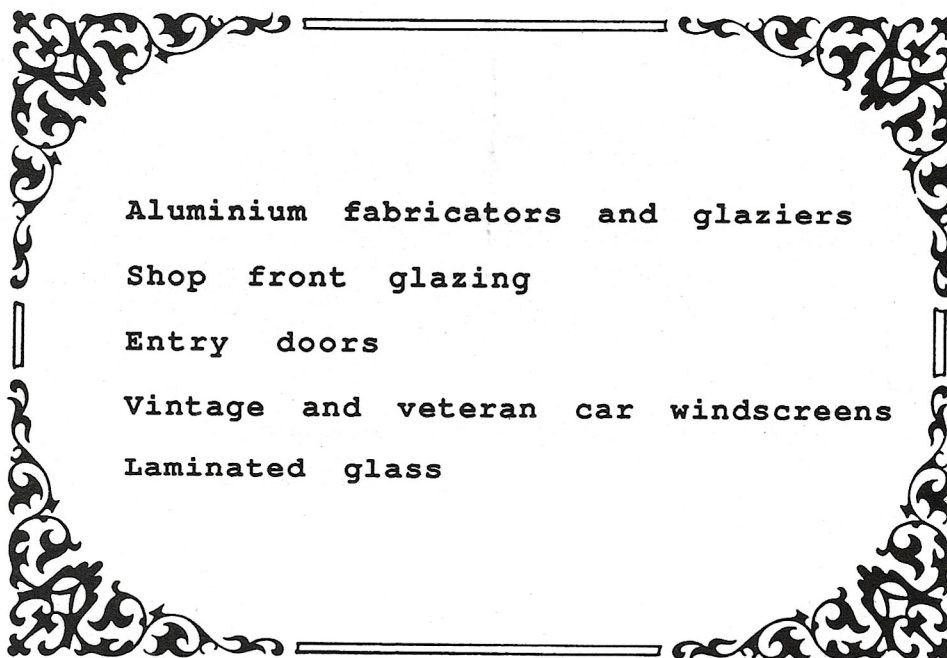 Aluminium fabricators and glaziers
Shop front glazing
Entry doors
Vintage and veteran car windscreens
Laminated glass